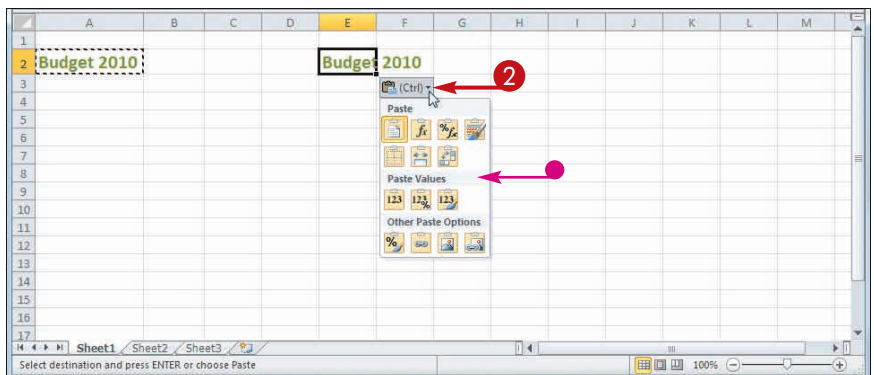 A B C D E F G H I J K L M
1
2 Budget 2010 Budget 2010
3 (Ctrl) 2
4 Paste
5 fx %fx
6
7
8 Paste Values
9
10 123 123% 123
11 Other Paste Options
12 %
13
14
15
16
17
Sheet1 Sheet2 Sheet3
Select destination and press ENTER or choose Paste 100%